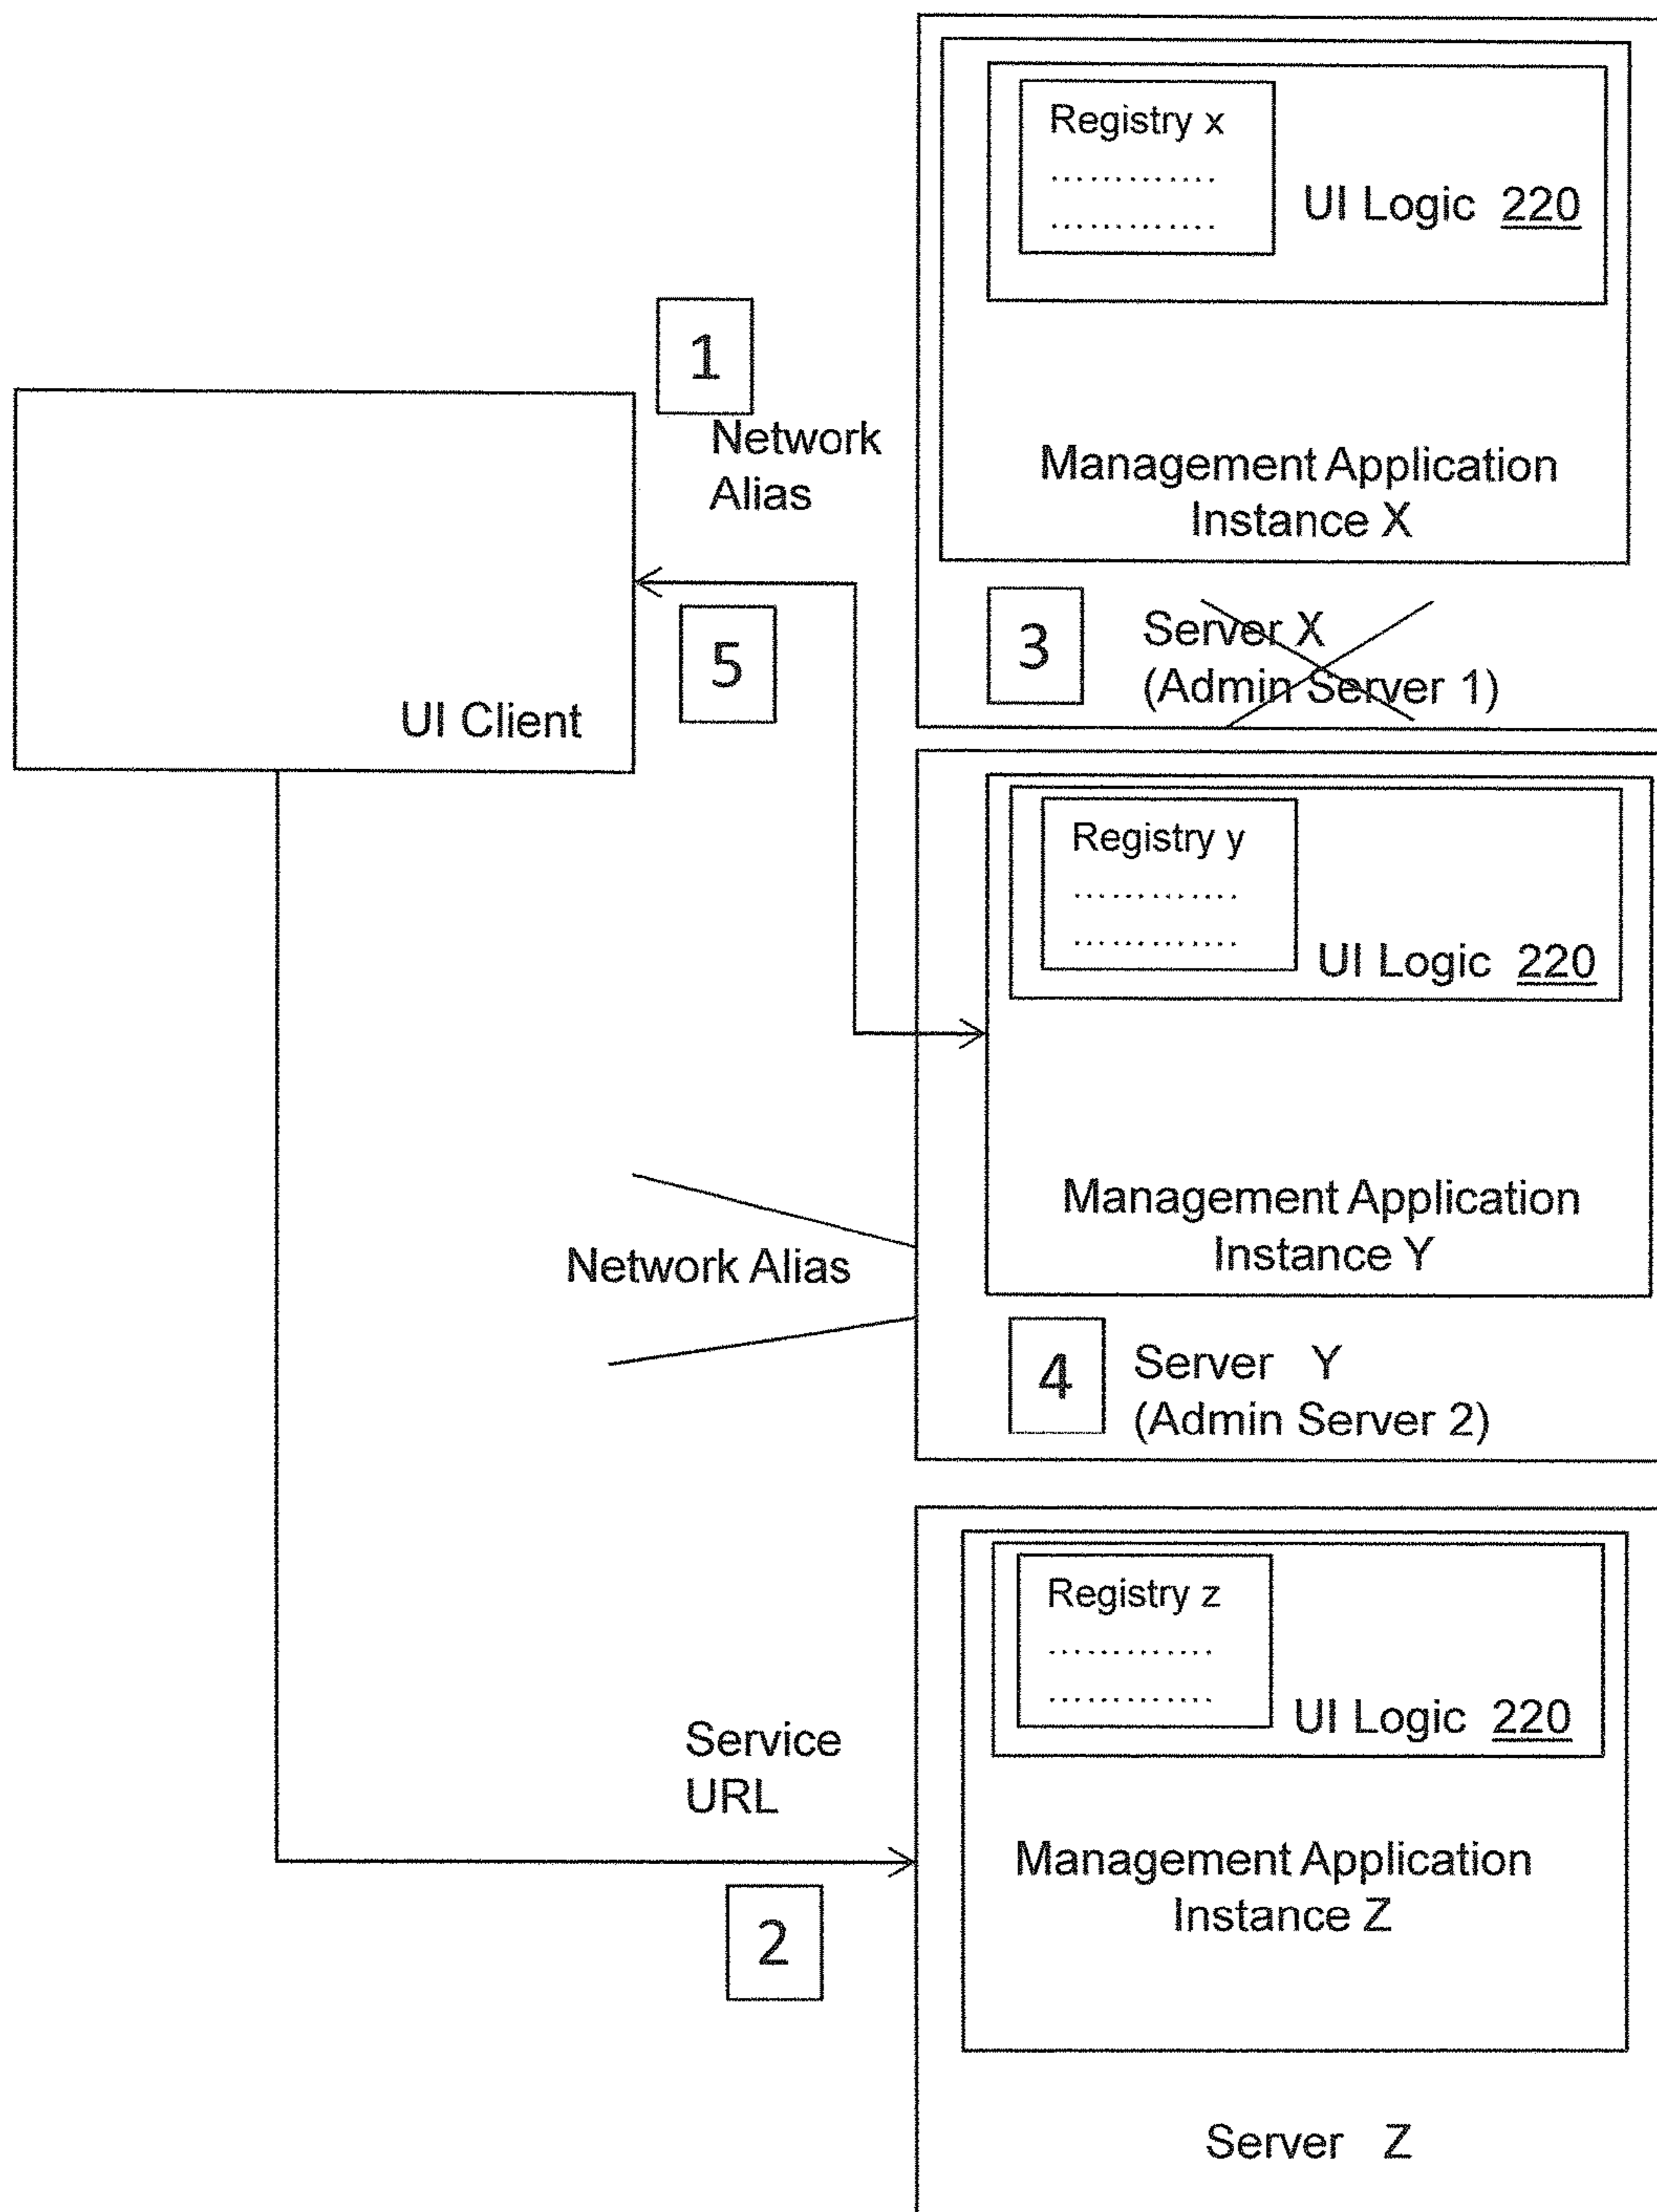 Registry x
.............
.............
UI Logic 220
Management Application
Instance X
3
Server X
(Admin Server 1)
1
Network
Alias
5
UI Client
Registry y
.............
.............
UI Logic 220
Management Application
Instance Y
Network Alias
4
Server Y
(Admin Server 2)
Registry z
.............
.............
UI Logic 220
Management Application
Instance Z
Service
URL
2
Server Z